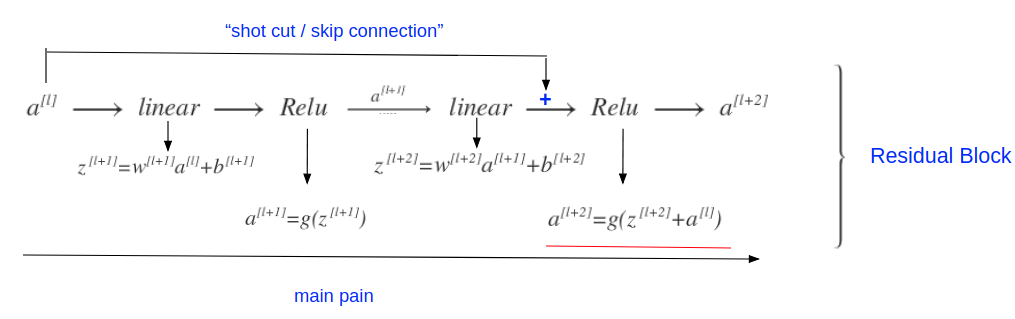 “shot cut / skip connection”
a^[l] linear Relu a^[l+1] linear + Relu a^[l+2]
z^[l+1]=w^[l+1]a^[l]+b^[l+1] z^[l+2]=w^[l+2]a^[l+1]+b^[l+2]
Residual Block
a^[l+1]=g(z^[l+1]) a^[l+2]=g(z^[l+2]+a^[l])
main pain